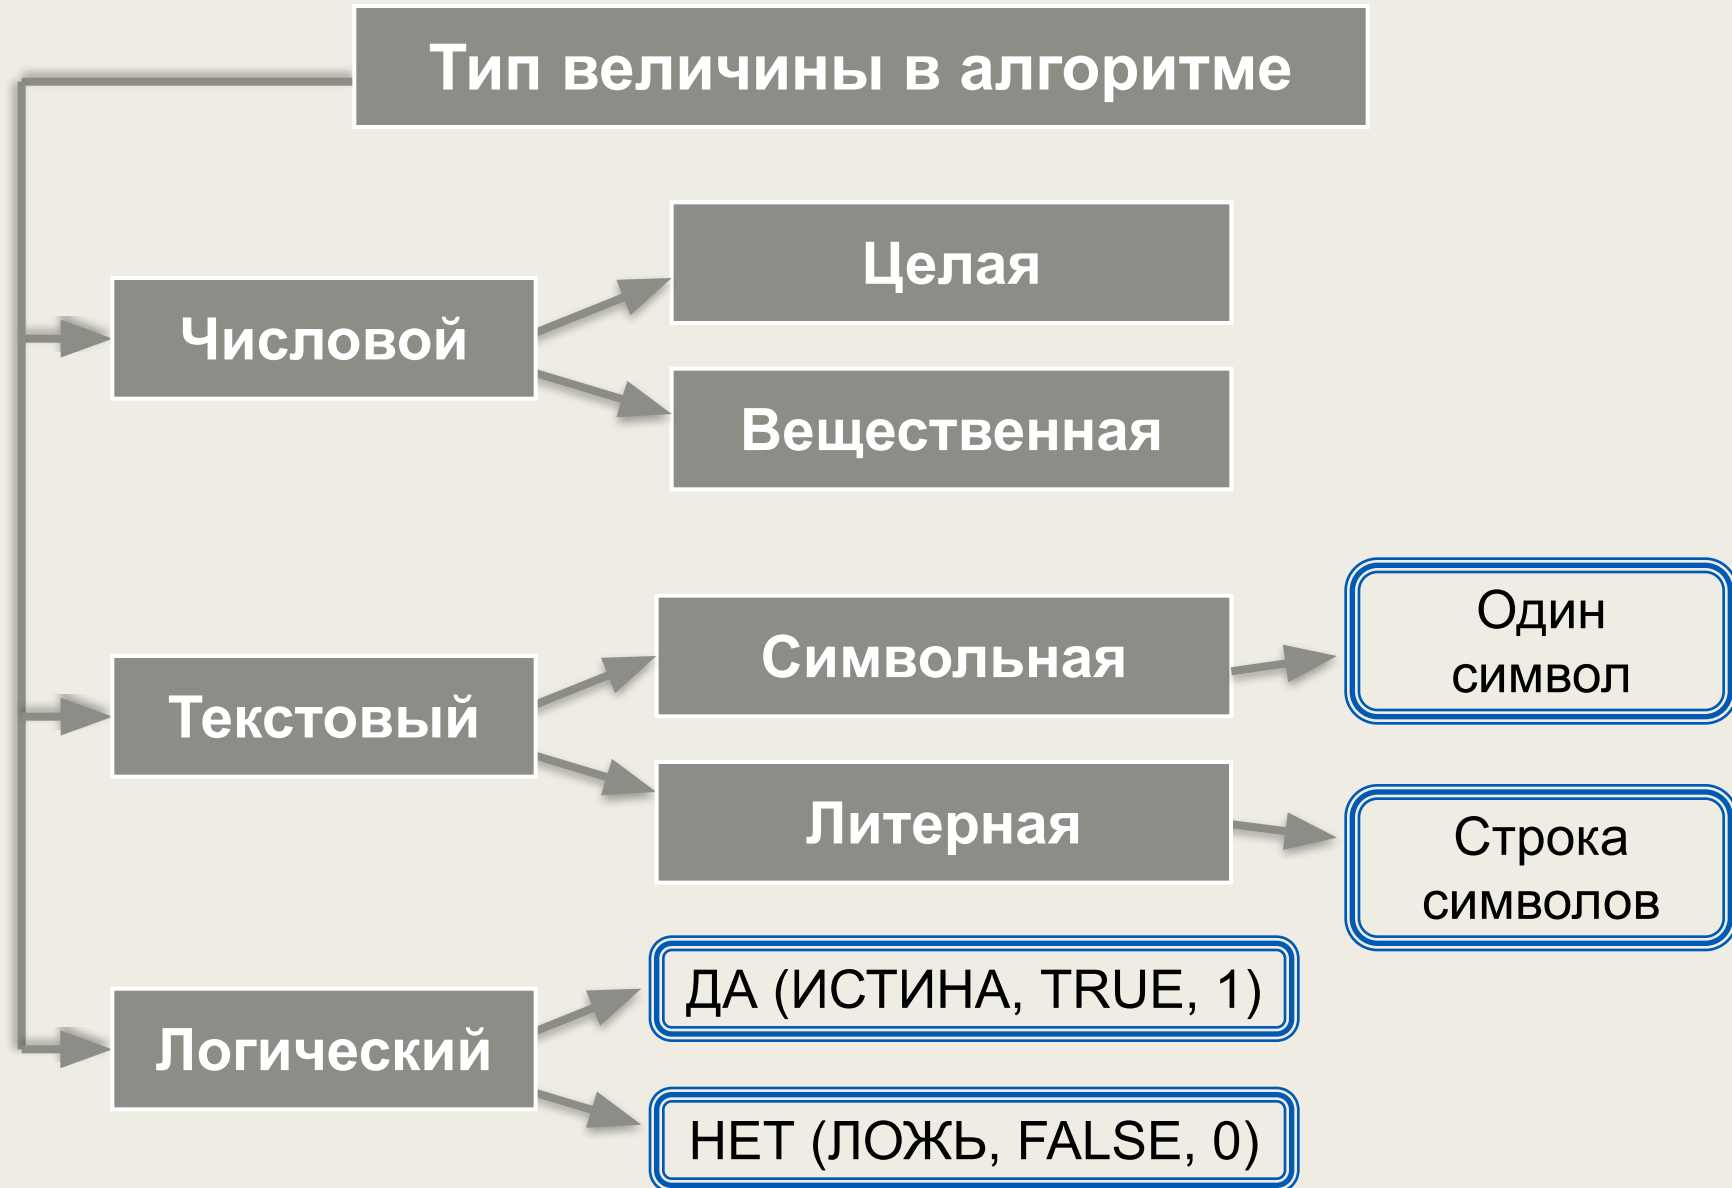 Тип величины в алгоритме
Числовой
Целая
Вещественная
Текстовый
Символьная
Один
символ
Литерная
Строка
символов
Логический
ДА (ИСТИНА, TRUE, 1)
НЕТ (ЛОЖЬ, FALSE, 0)